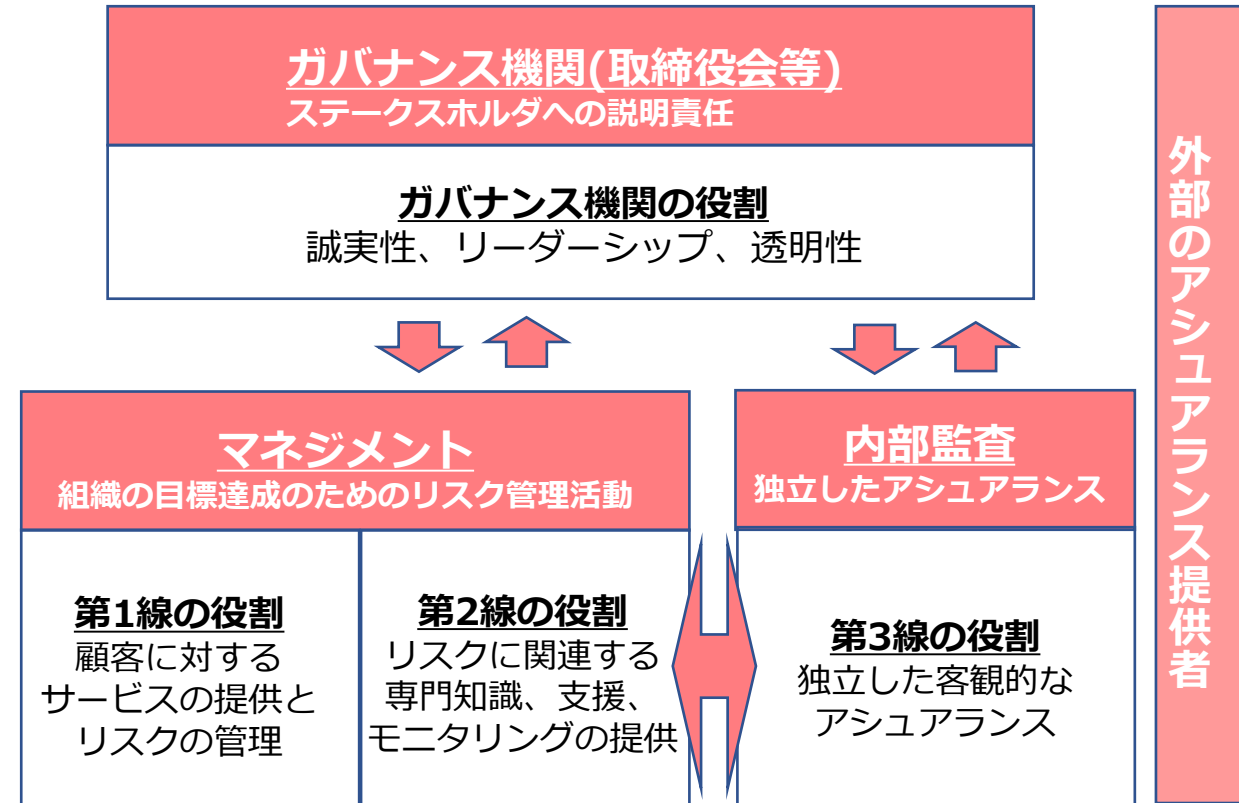 ガバナンス機関(取締役会等)
ステークスホルダへの説明責任
ガバナンス機関の役割
誠実性、リーダーシップ、透明性
マネジメント
組織の目標達成のためのリスク管理活動
第1線の役割
顧客に対する
サービスの提供と
リスクの管理
第2線の役割
リスクに関連する
専門知識、支援、
モニタリングの提供
内部監査
独立したアシュアランス
第3線の役割
独立した客観的な
アシュアランス
外部のアシュアランス提供者